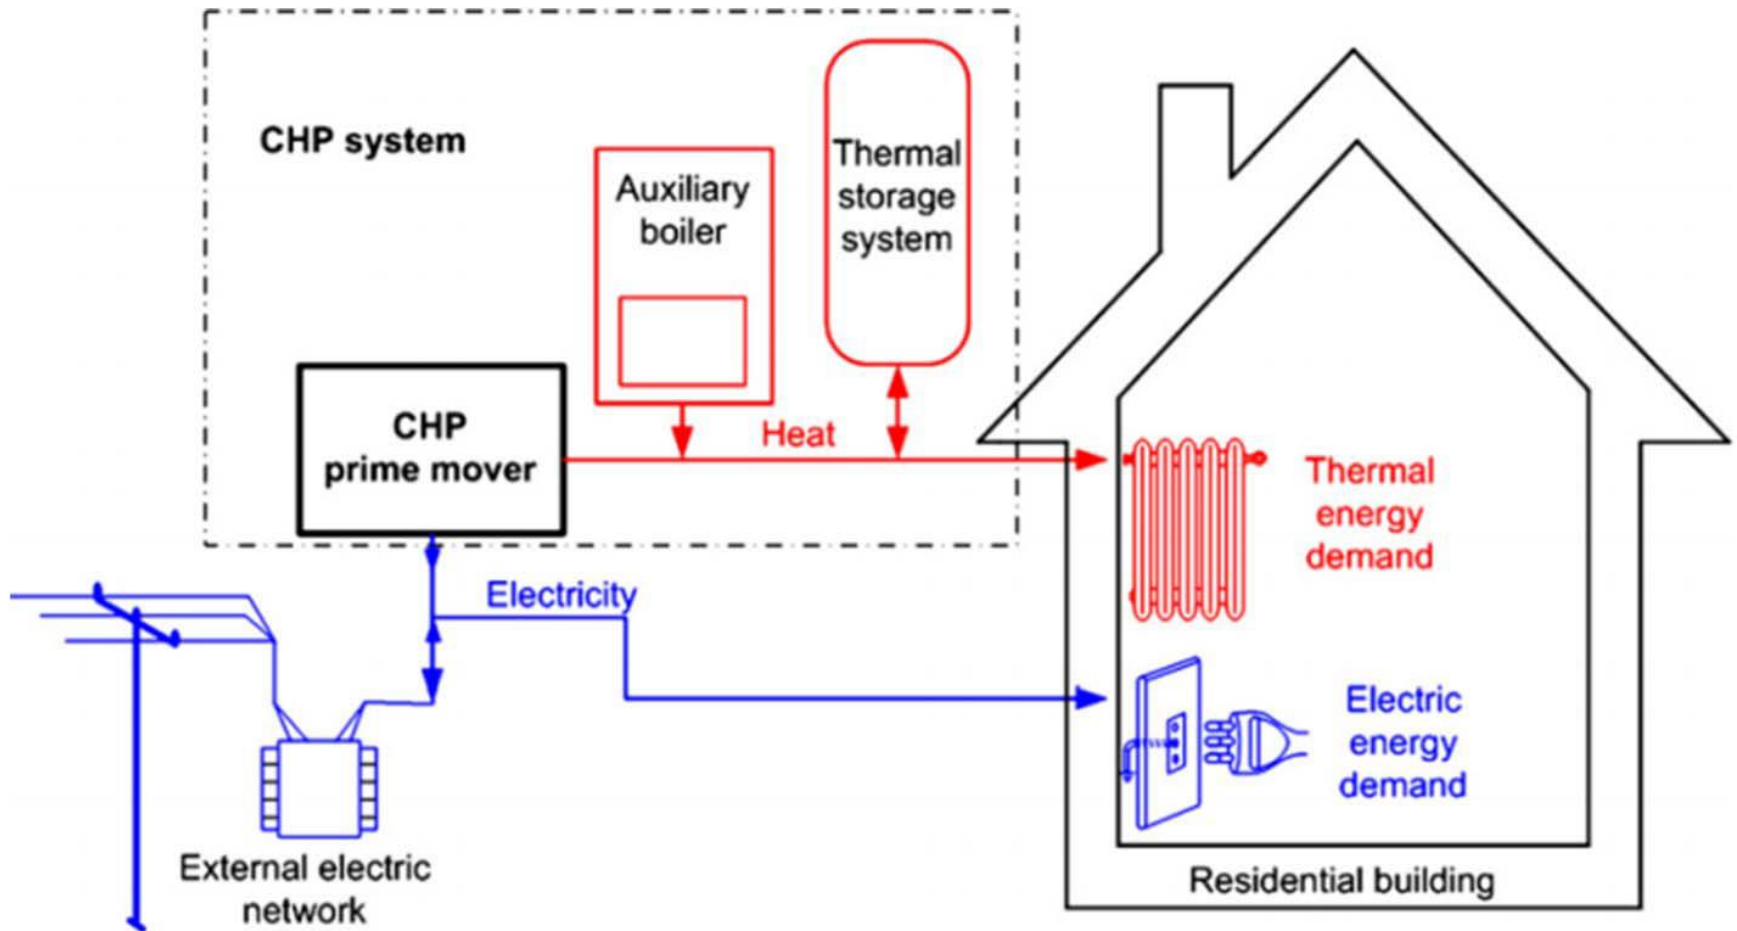 CHP system
Auxiliary
boiler
Thermal
storage
system
CHP
prime mover
Heat
Thermal
energy
demand
Electricity
Electric
energy
demand
External electric
network
Residential building